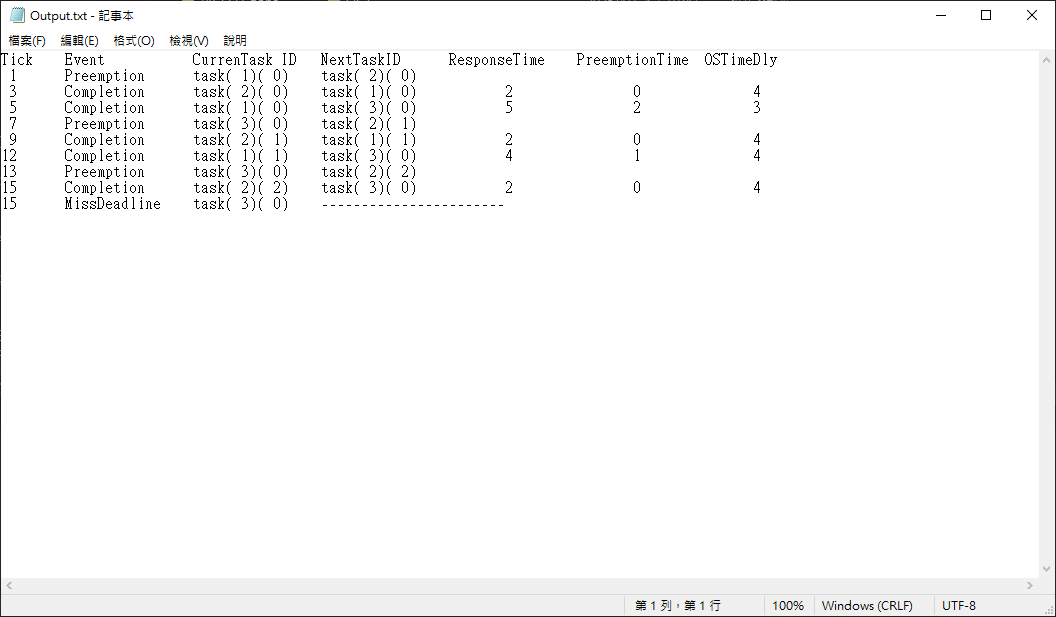 Output.txt - 記事本
檔案(F) 編輯(E) 格式(O) 檢視(V) 說明
Tick Event CurrenTask ID NextTaskID ResponseTime PreemptionTime OSTimeDly
1 Preemption task( 1)( 0) task( 2)( 0)
3 Completion task( 2)( 0) task( 1)( 0) 2 0 4
5 Completion task( 1)( 0) task( 3)( 0) 5 2 3
7 Preemption task( 3)( 0) task( 2)( 1)
9 Completion task( 2)( 1) task( 1)( 1) 2 0 4
12 Completion task( 1)( 1) task( 3)( 0) 4 1 4
13 Preemption task( 3)( 0) task( 2)( 2)
15 Completion task( 2)( 2) task( 3)( 0) 2 0 4
15 MissDeadline task( 3)( 0) -----------------------
第 1 列，第 1 行 100% Windows (CRLF) UTF-8